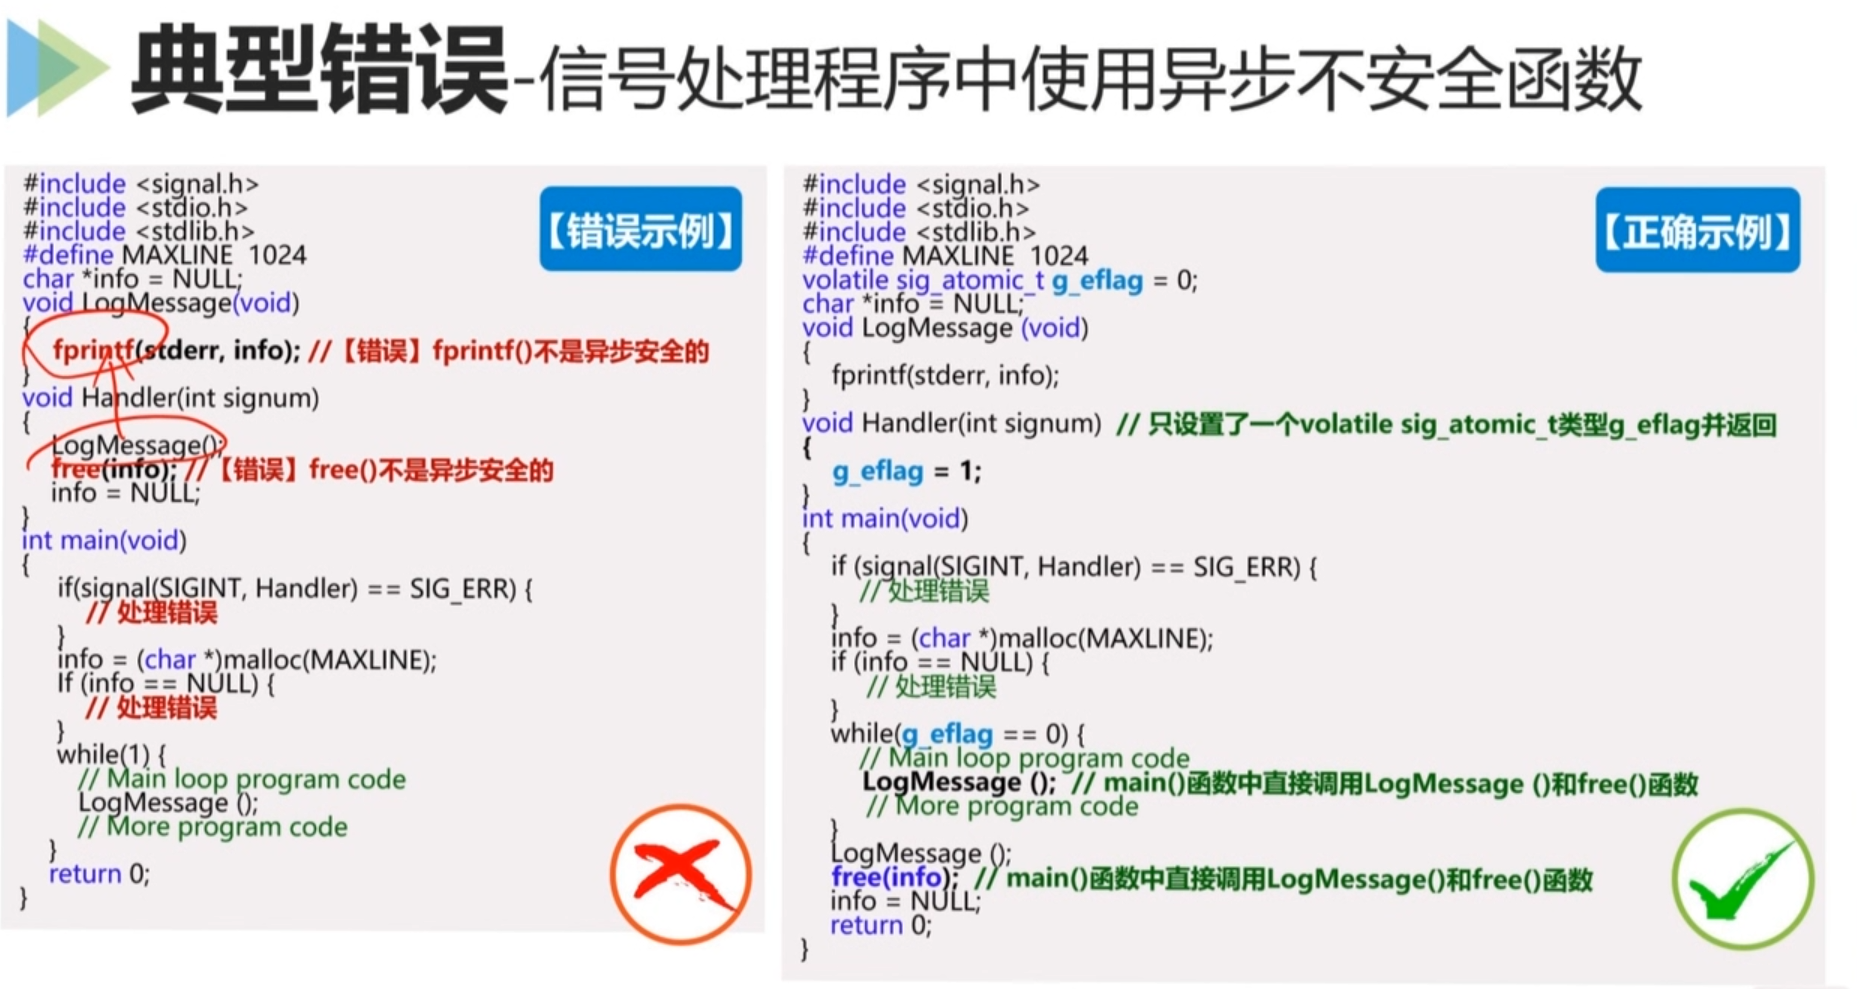 典型错误-信号处理程序中使用异步不安全函数
#include <signal.h>
#include <stdio.h>
#include <stdlib.h>
#define MAXLINE 1024
char *info = NULL;
void LogMessage(void)
{
fprintf(stderr, info); //【错误】fprintf()不是异步安全的
}
void Handler(int signum)
{
LogMessage();
free(info); //【错误】free()不是异步安全的
info = NULL;
}
int main(void)
{
if(signal(SIGINT, Handler) == SIG_ERR) {
// 处理错误
}
info = (char *)malloc(MAXLINE);
If (info == NULL) {
// 处理错误
}
while(1) {
// Main loop program code
LogMessage ();
// More program code
}
return 0;
}
【错误示例】
#include <signal.h>
#include <stdio.h>
#include <stdlib.h>
#define MAXLINE 1024
volatile sig_atomic_t g_eflag = 0;
char *info = NULL;
void LogMessage (void)
{
fprintf(stderr, info);
}
void Handler(int signum) // 只设置了一个volatile sig_atomic_t类型g_eflag并返回
{
g_eflag = 1;
}
int main(void)
{
if (signal(SIGINT, Handler) == SIG_ERR) {
// 处理错误
}
info = (char *)malloc(MAXLINE);
if (info == NULL) {
// 处理错误
}
while(g_eflag == 0) {
// Main loop program code
LogMessage (); // main()函数中直接调用LogMessage ()和free()函数
// More program code
}
LogMessage ();
free(info); // main()函数中直接调用LogMessage()和free()函数
info = NULL;
return 0;
}
【正确示例】